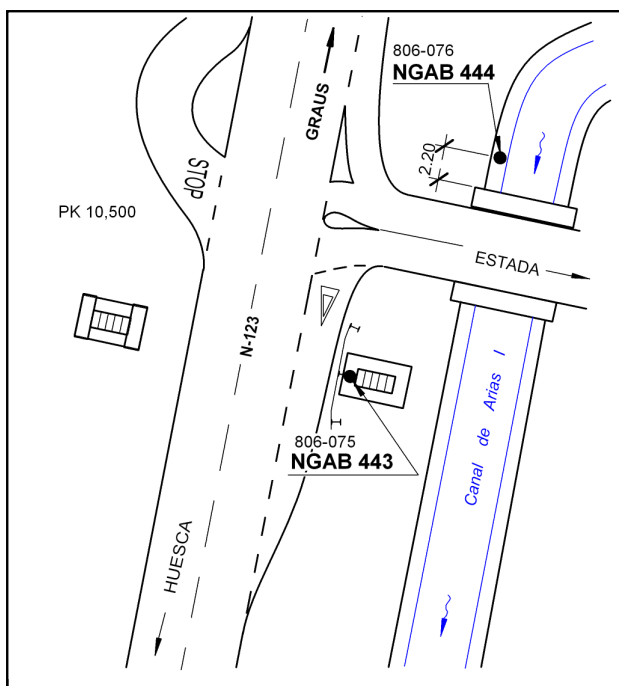 806-076
NGAB 444
GRAUS
2.20
STOP
PK 10,500
ESTADA
N-123
806-075
NGAB 443
Canal de Arias I
HUESCA